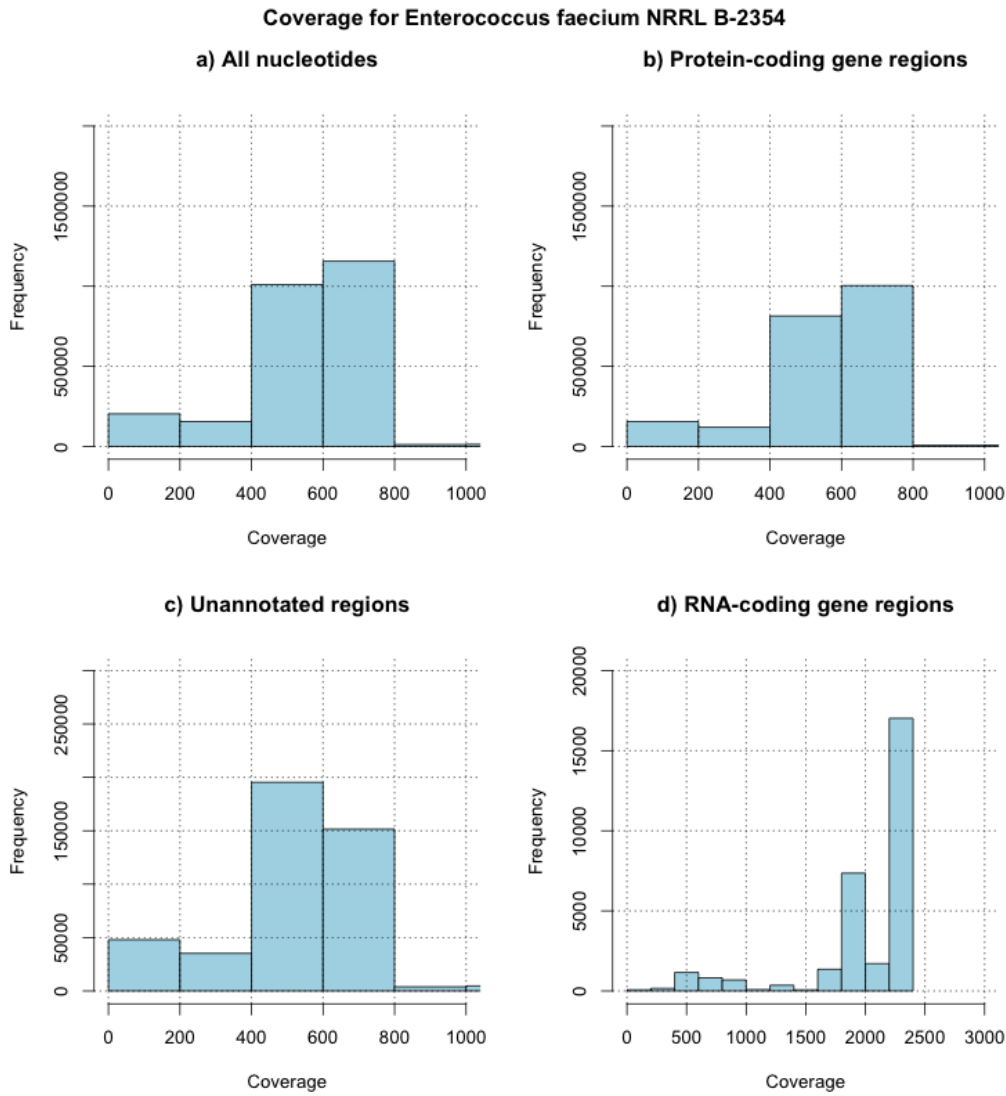 Coverage for Enterococcus faecium NRRL B-2354
a) All nucleotides
Frequency
0
500000
1500000
0 200 400 600 800 1000
Coverage
b) Protein-coding gene regions
Frequency
0
500000
1500000
0 200 400 600 800 1000
Coverage
c) Unannotated regions
Frequency
0
50000
150000
250000
0 200 400 600 800 1000
Coverage
d) RNA-coding gene regions
Frequency
0
5000
10000
15000
20000
0 500 1000 1500 2000 2500 3000
Coverage